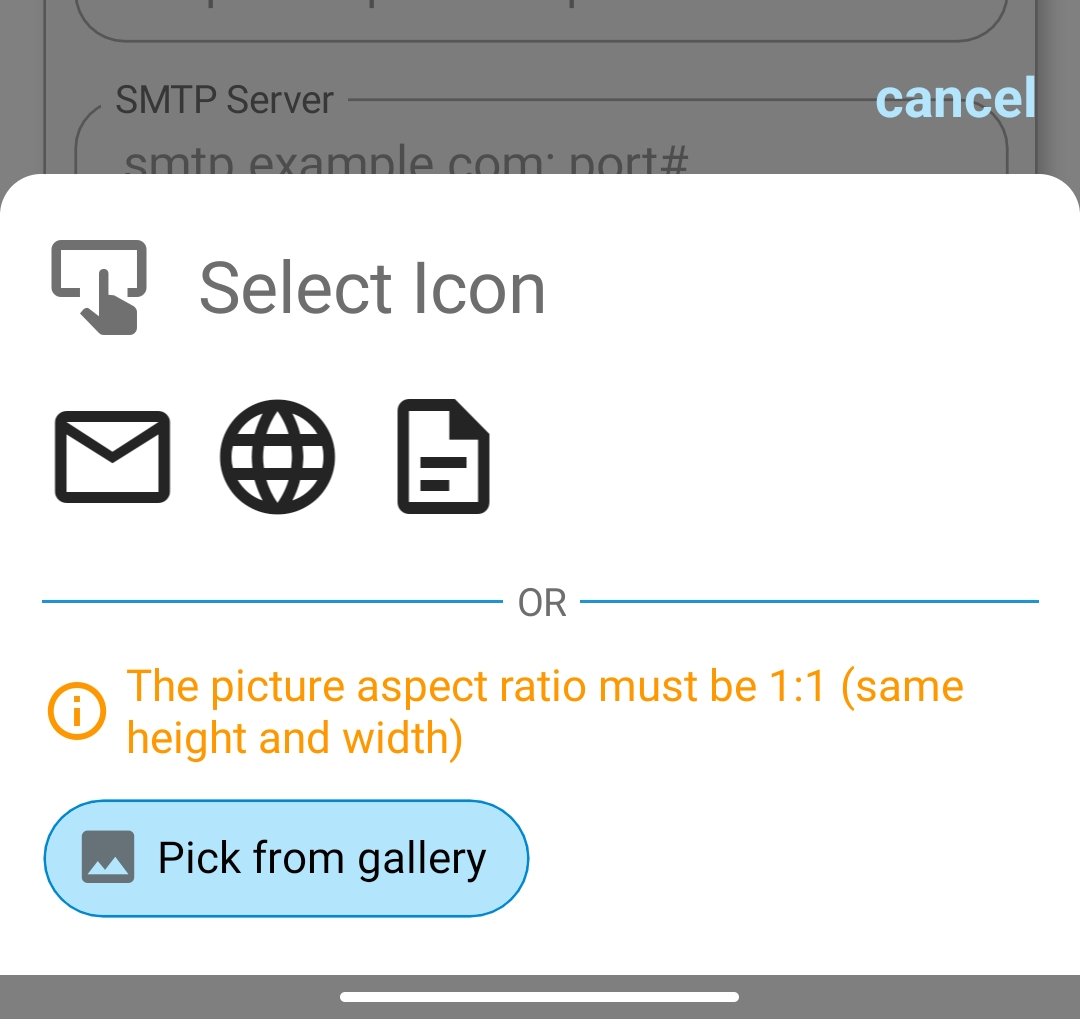 SMTP Server
cancel
smtp.example.com: port#
Select Icon
OR
The picture aspect ratio must be 1:1 (same
height and width)
Pick from gallery